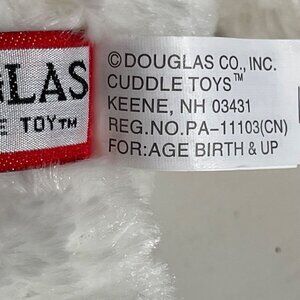 GLAS
E TOY™
© DOUGLAS CO., INC.
CUDDLE TOYS™
KEENE, NH 03431
REG.NO.PA-11103(CN)
FOR:AGE BIRTH & UP